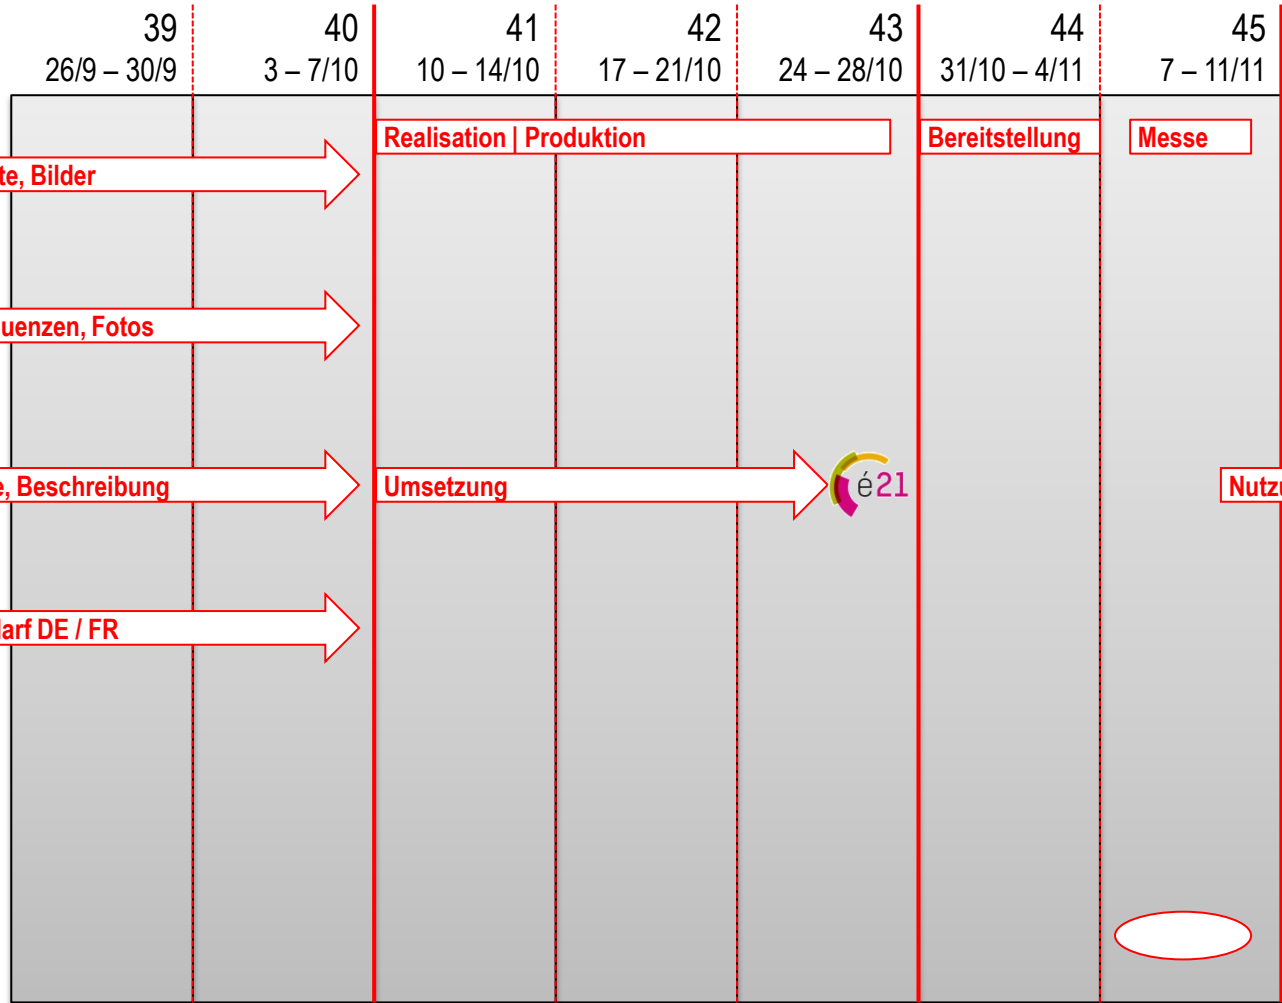 39 40 41 42 43 44 45
26/9 – 30/9 3 – 7/10 10 – 14/10 17 – 21/10 24 – 28/10 31/10 – 4/11 7 – 11/11
Realisation | Produktion Bereitstellung Messe
te, Bilder
uenzen, Fotos
e, Beschreibung Umsetzung é21 Nutzu
arf DE / FR